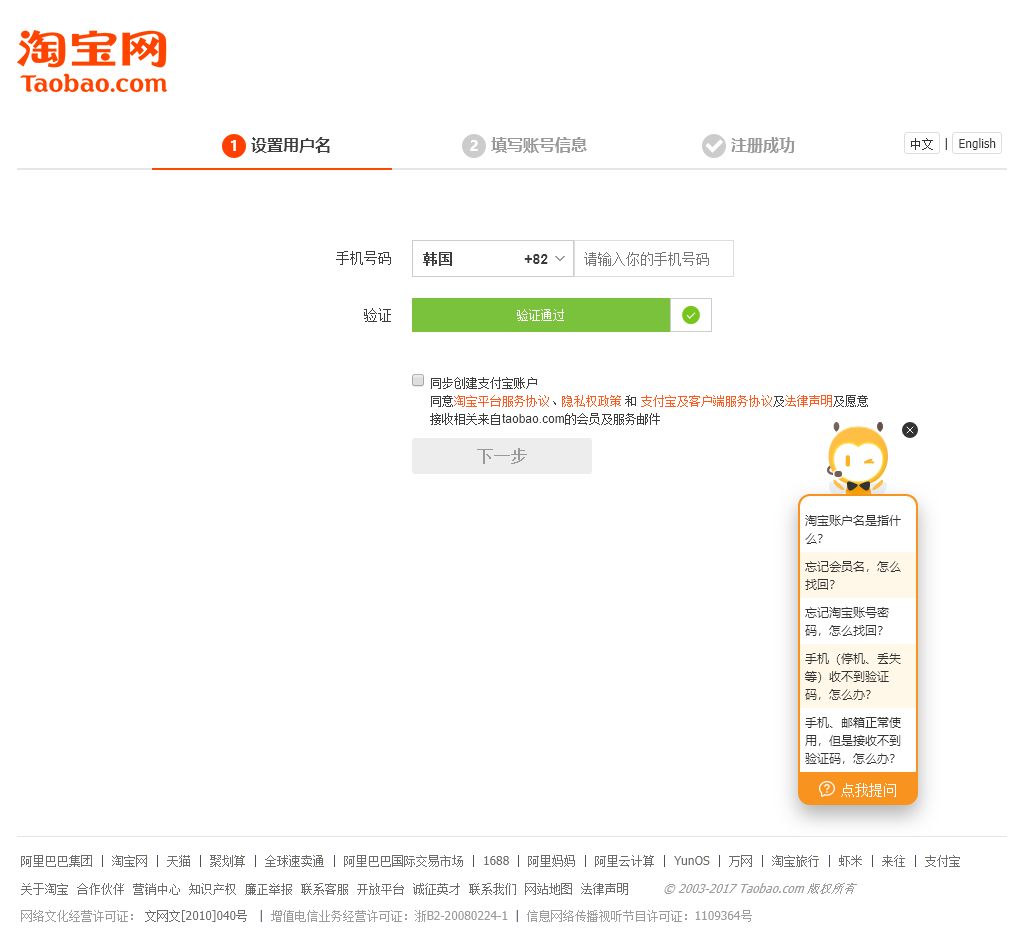 淘宝网
Taobao.com
1 设置用户名 2 填写账号信息 注册成功 中文 | English
手机号码 韩国 +82 请输入你的手机号码
验证 验证通过
同步创建支付宝账户
同意淘宝平台服务协议、隐私权政策 和 支付宝及客户端服务协议及法律声明及愿意
接收相关来自taobao.com的会员及服务邮件
下一步
淘宝账户名是指什
么？
忘记会员名，怎么
找回？
忘记淘宝账号密
码，怎么找回？
手机（停机、丢失
等）收不到验证
码，怎么办？
手机、邮箱正常使
用，但是接收不到
验证码，怎么办？
点我提问
阿里巴巴集团 | 淘宝网 | 天猫 | 聚划算 | 全球速卖通 | 阿里巴巴国际交易市场 | 1688 | 阿里妈妈 | 阿里云计算 | YunOS | 万网 | 淘宝旅行 | 虾米 | 来往 | 支付宝
关于淘宝 合作伙伴 营销中心 知识产权 廉正举报 联系客服 开放平台 诚征英才 联系我们 网站地图 法律声明 © 2003-2017 Taobao.com 版权所有
网络文化经营许可证： 文网文[2010]040号 | 增值电信业务经营许可证：浙B2-20080224-1 | 信息网络传播视听节目许可证：1109364号